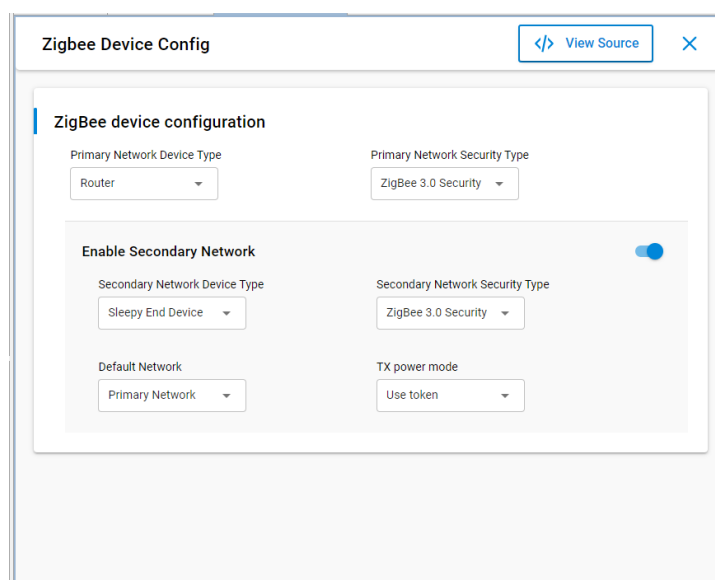 Zigbee Device Config
</> View Source
ZigBee device configuration
Primary Network Device Type
Primary Network Security Type
Router
ZigBee 3.0 Security
Enable Secondary Network
Secondary Network Device Type
Secondary Network Security Type
Sleepy End Device
ZigBee 3.0 Security
Default Network
TX power mode
Primary Network
Use token